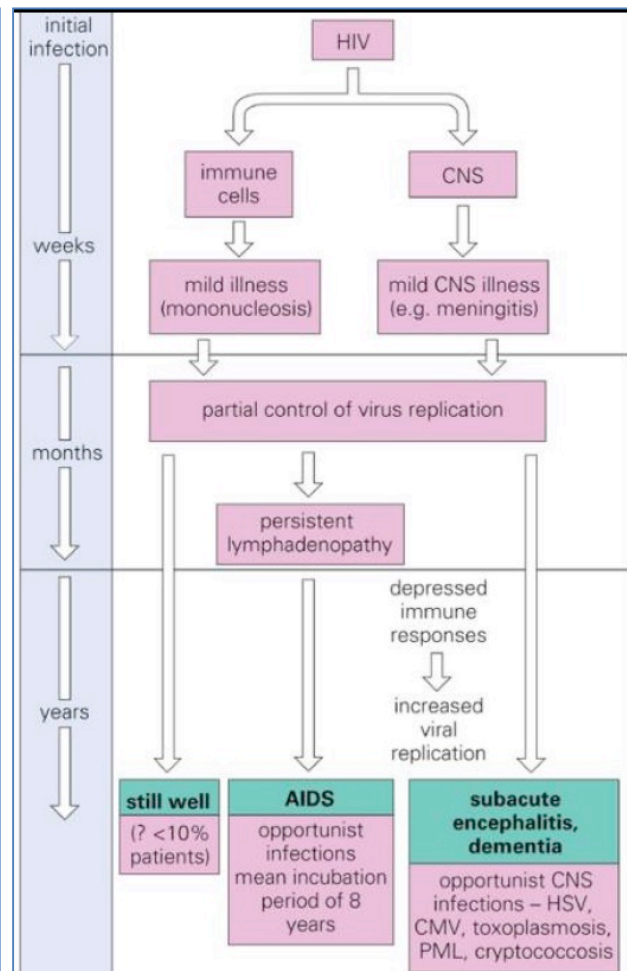 initial
infection
HIV
immune
cells
CNS
weeks
mild illness
(mononucleosis)
mild CNS illness
(e.g. meningitis)
partial control of virus replication
months
persistent
lymphadenopathy
depressed
immune
responses
increased
viral
replication
years
still well
(? <10%
patients)
AIDS
opportunist
infections
mean incubation
period of 8
years
subacute
encephalitis,
dementia
opportunist CNS
infections – HSV,
CMV, toxoplasmosis,
PML, cryptococcosis